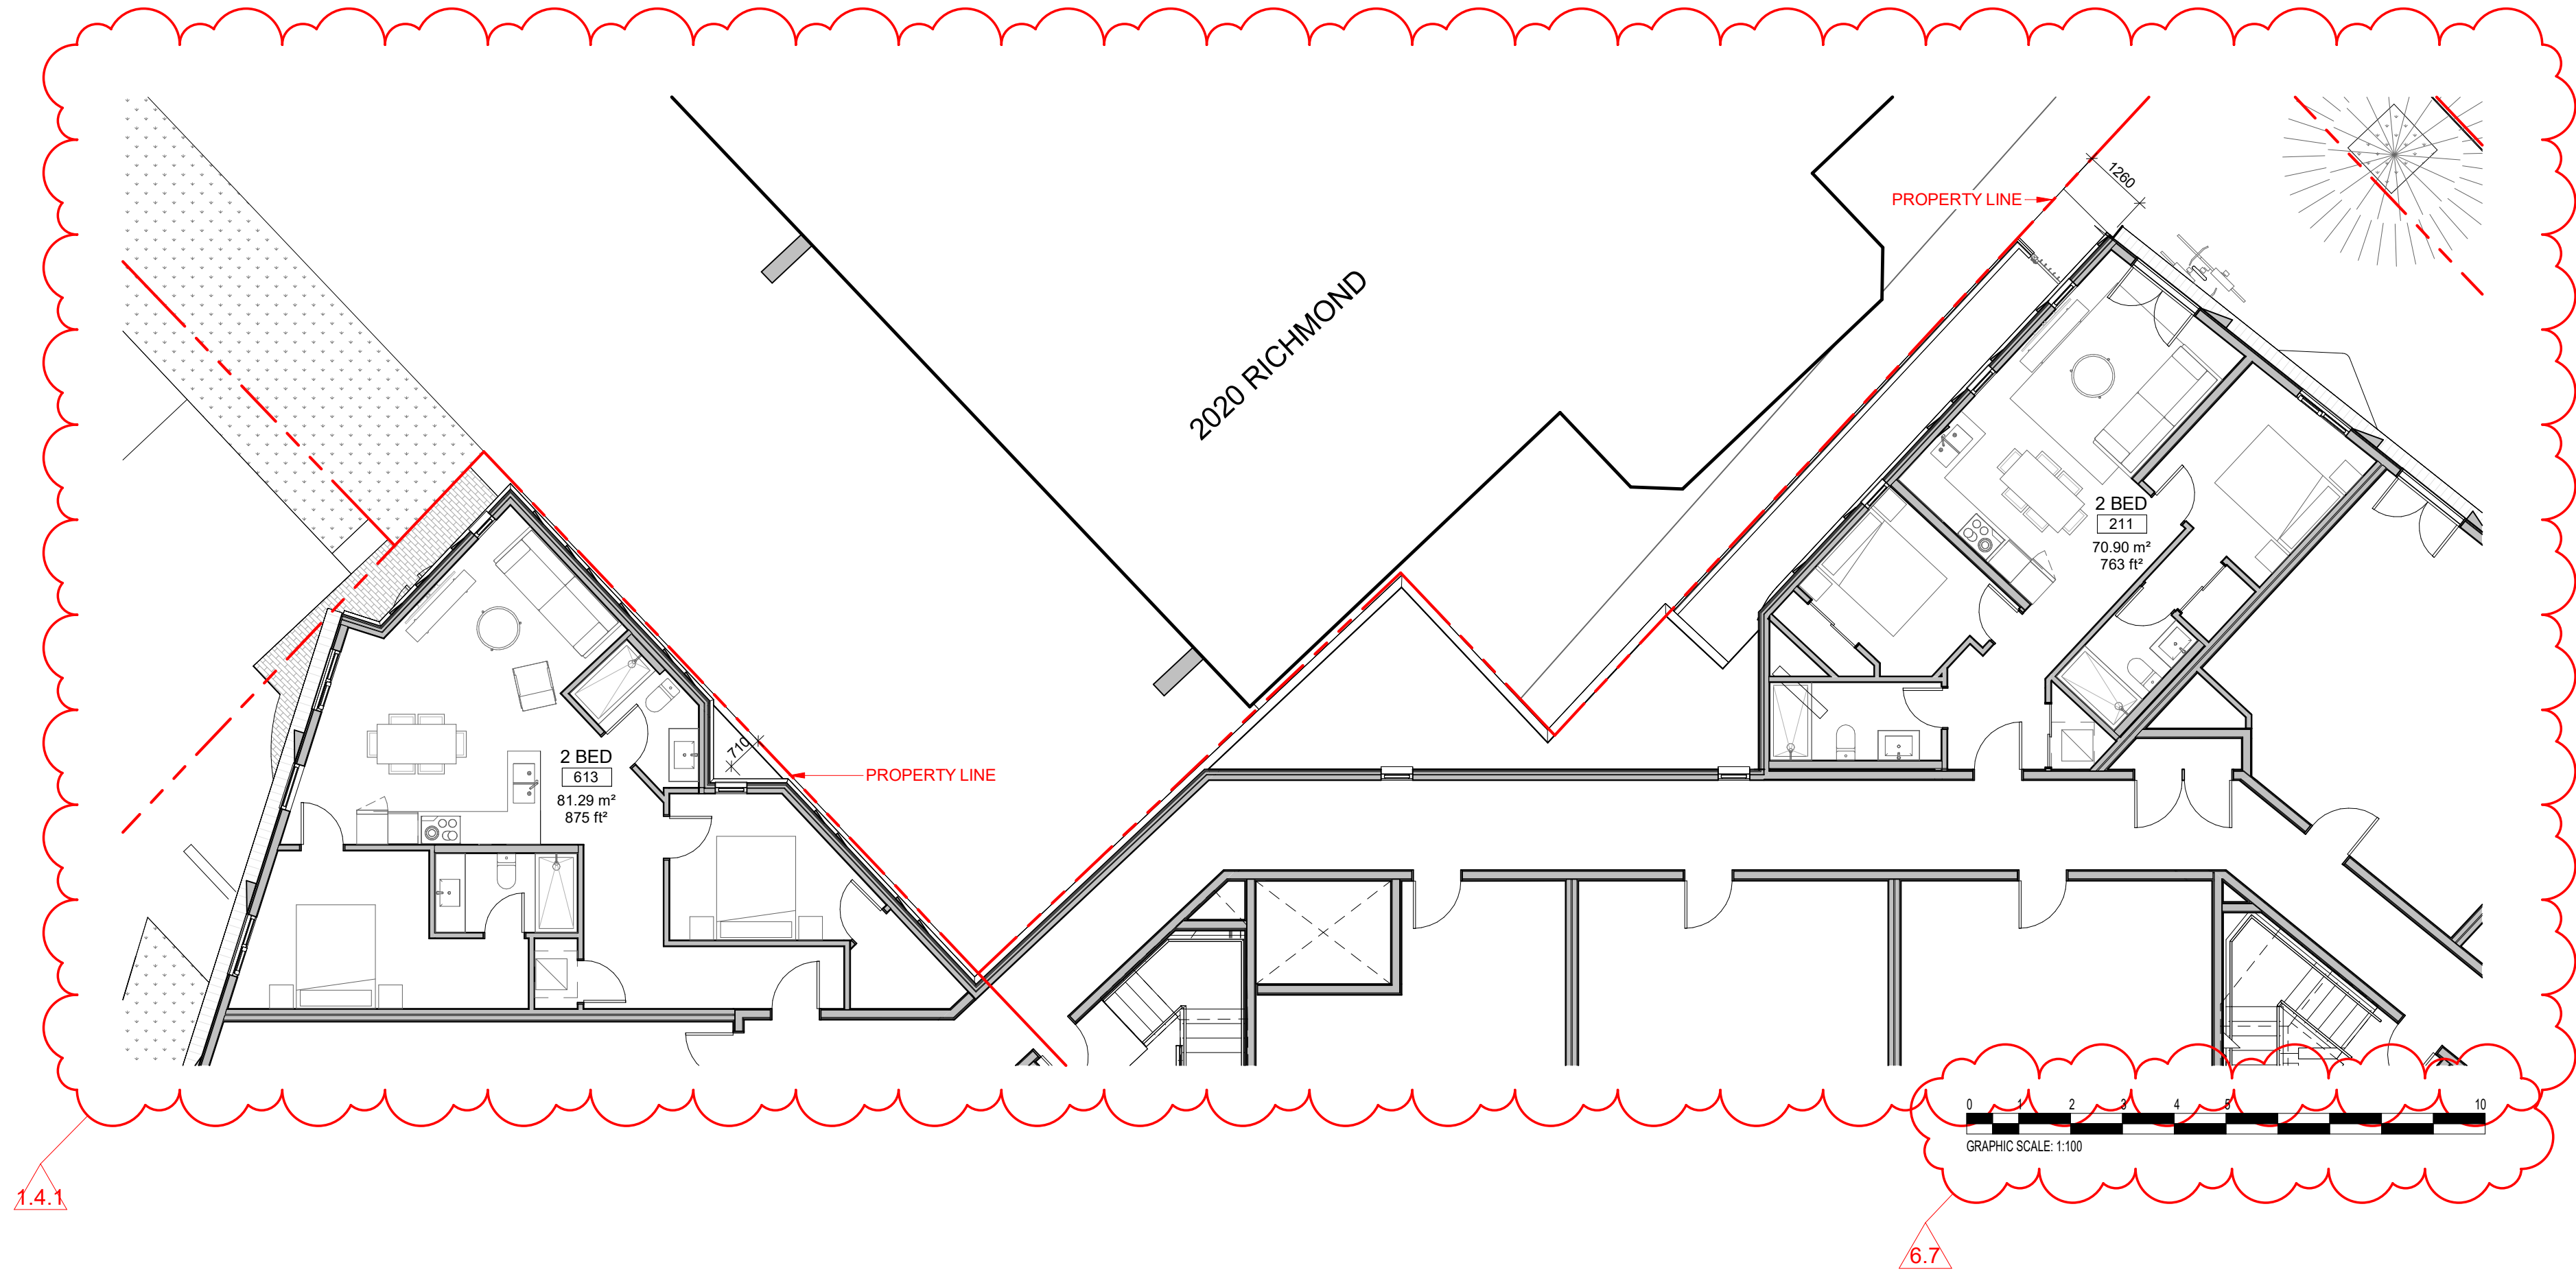 PROPERTY LINE
1260
2020 RICHMOND
2 BED
211
70.90 m²
763 ft²
710
2 BED
613
81.29 m²
875 ft²
PROPERTY LINE
0 1 2 3 4 5 10
GRAPHIC SCALE: 1:100
1.4.1
6.7